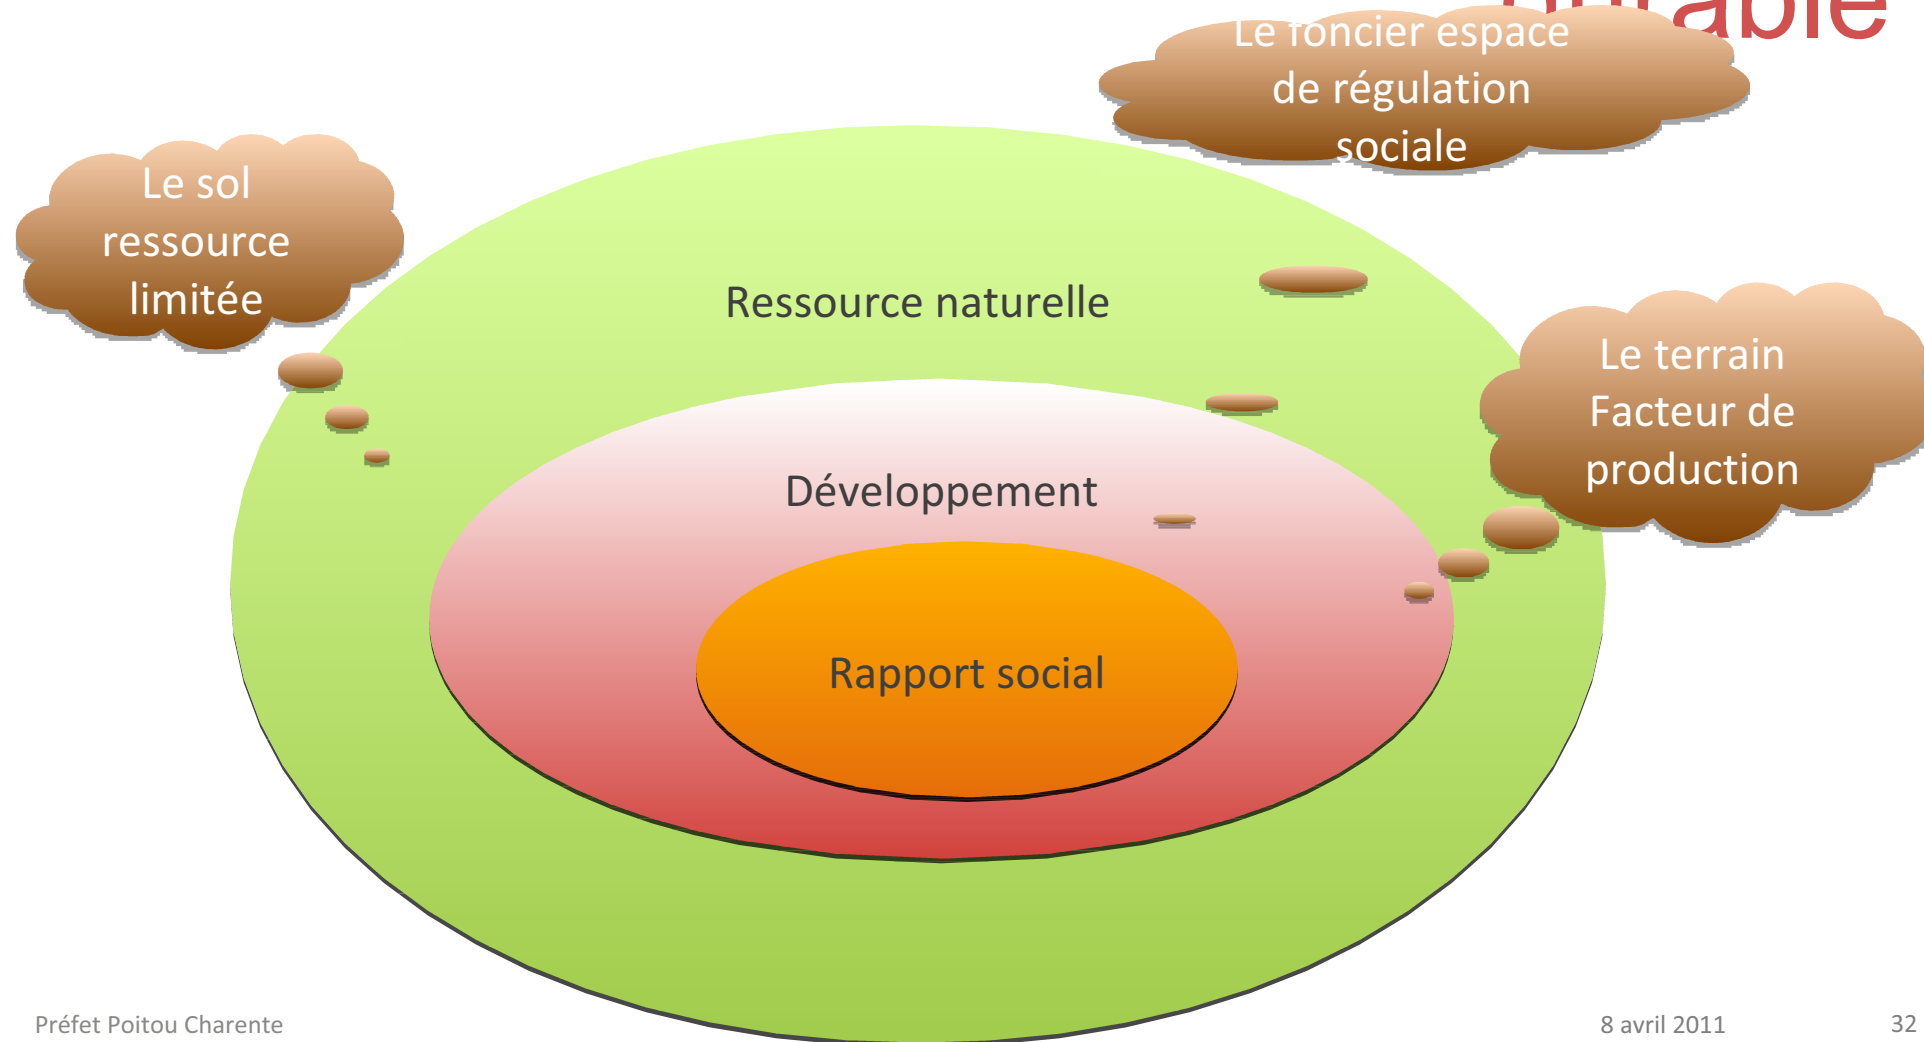 durable
Le foncier espace
de régulation
sociale
Le sol
ressource
limitée
Ressource naturelle
Le terrain
Facteur de
production
Développement
Rapport social
Préfet Poitou Charente
8 avril 2011
32